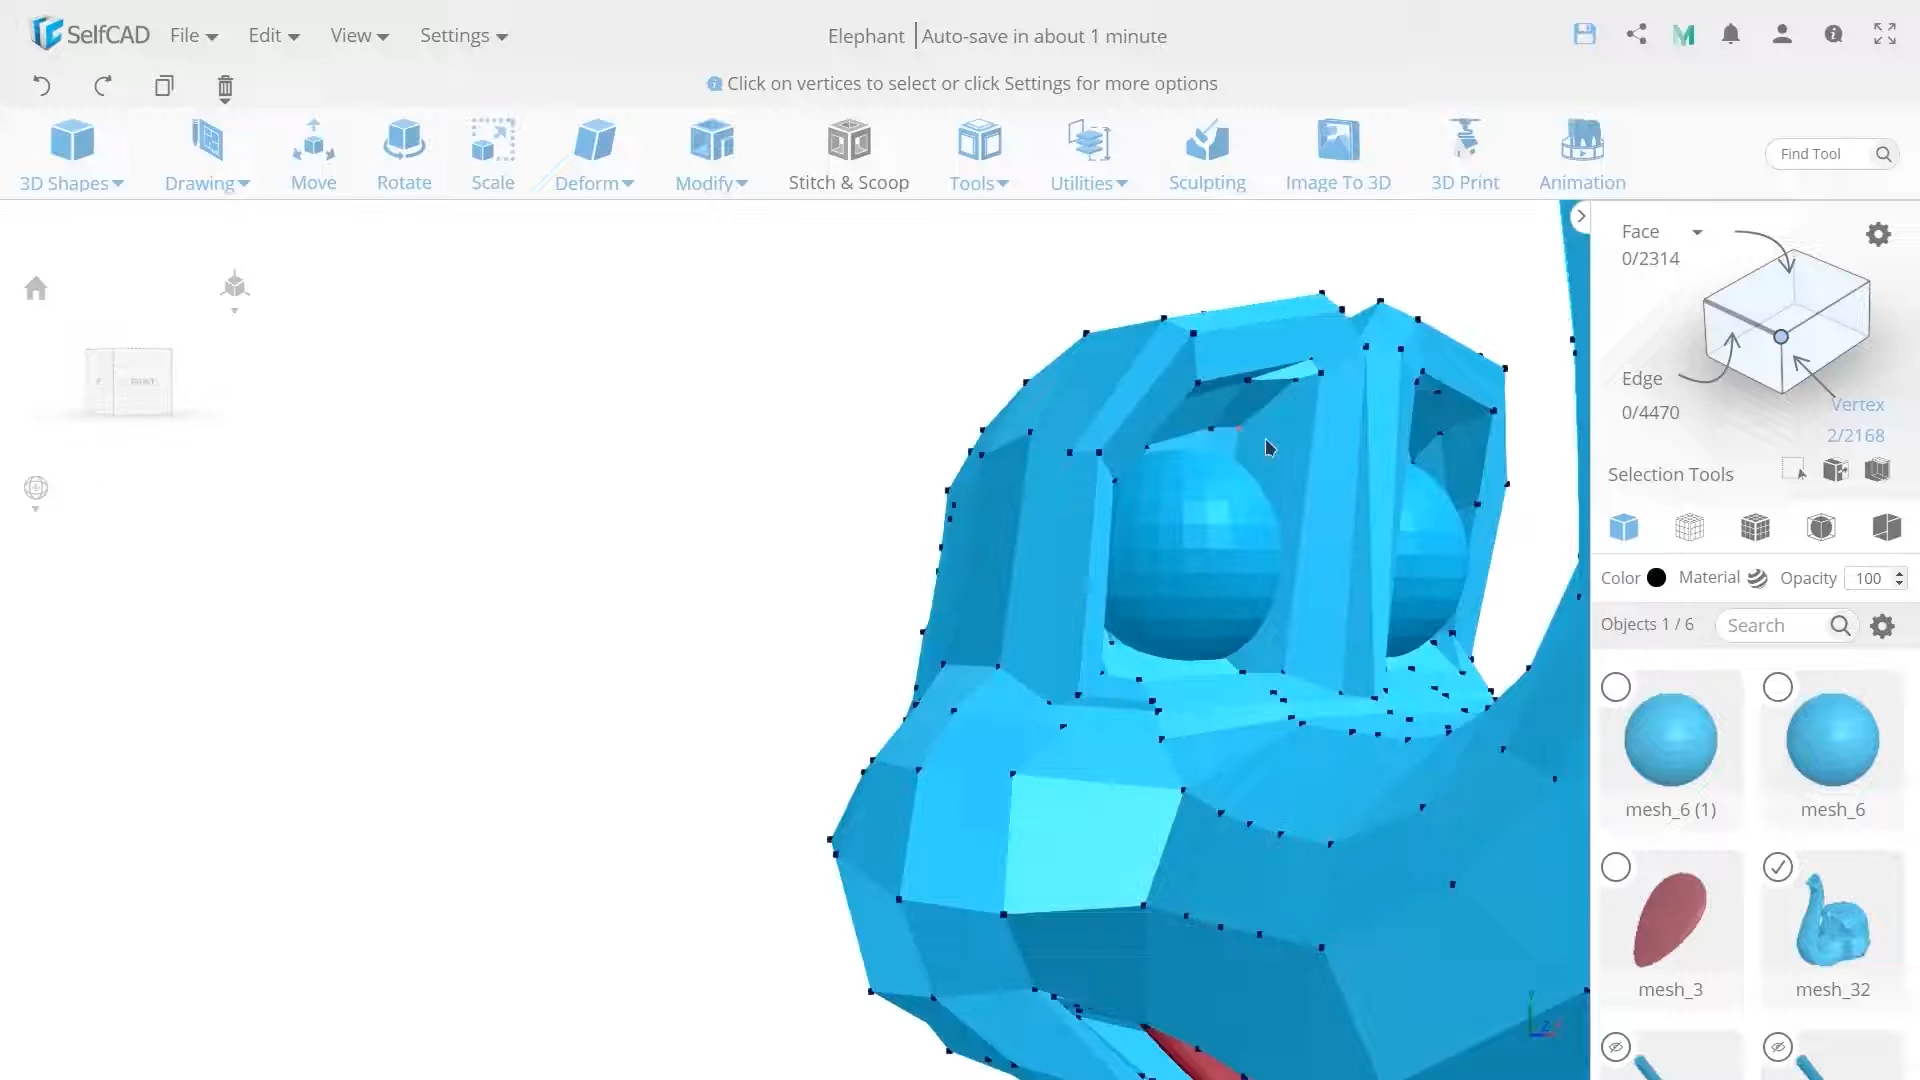 SelfCAD File Edit View Settings Elephant Auto-save in about 1 minute
Click on vertices to select or click Settings for more options
3D Shapes Drawing Move Rotate Scale Deform Modify Stitch & Scoop Tools Utilities Sculpting Image To 3D 3D Print Animation Find Tool
Face
0/2314
Edge
0/4470
Vertex
2/2168
Selection Tools
Color Material Opacity 100
Objects 1 / 6 Search
mesh_6 (1) mesh_6
mesh_3 mesh_32
Z